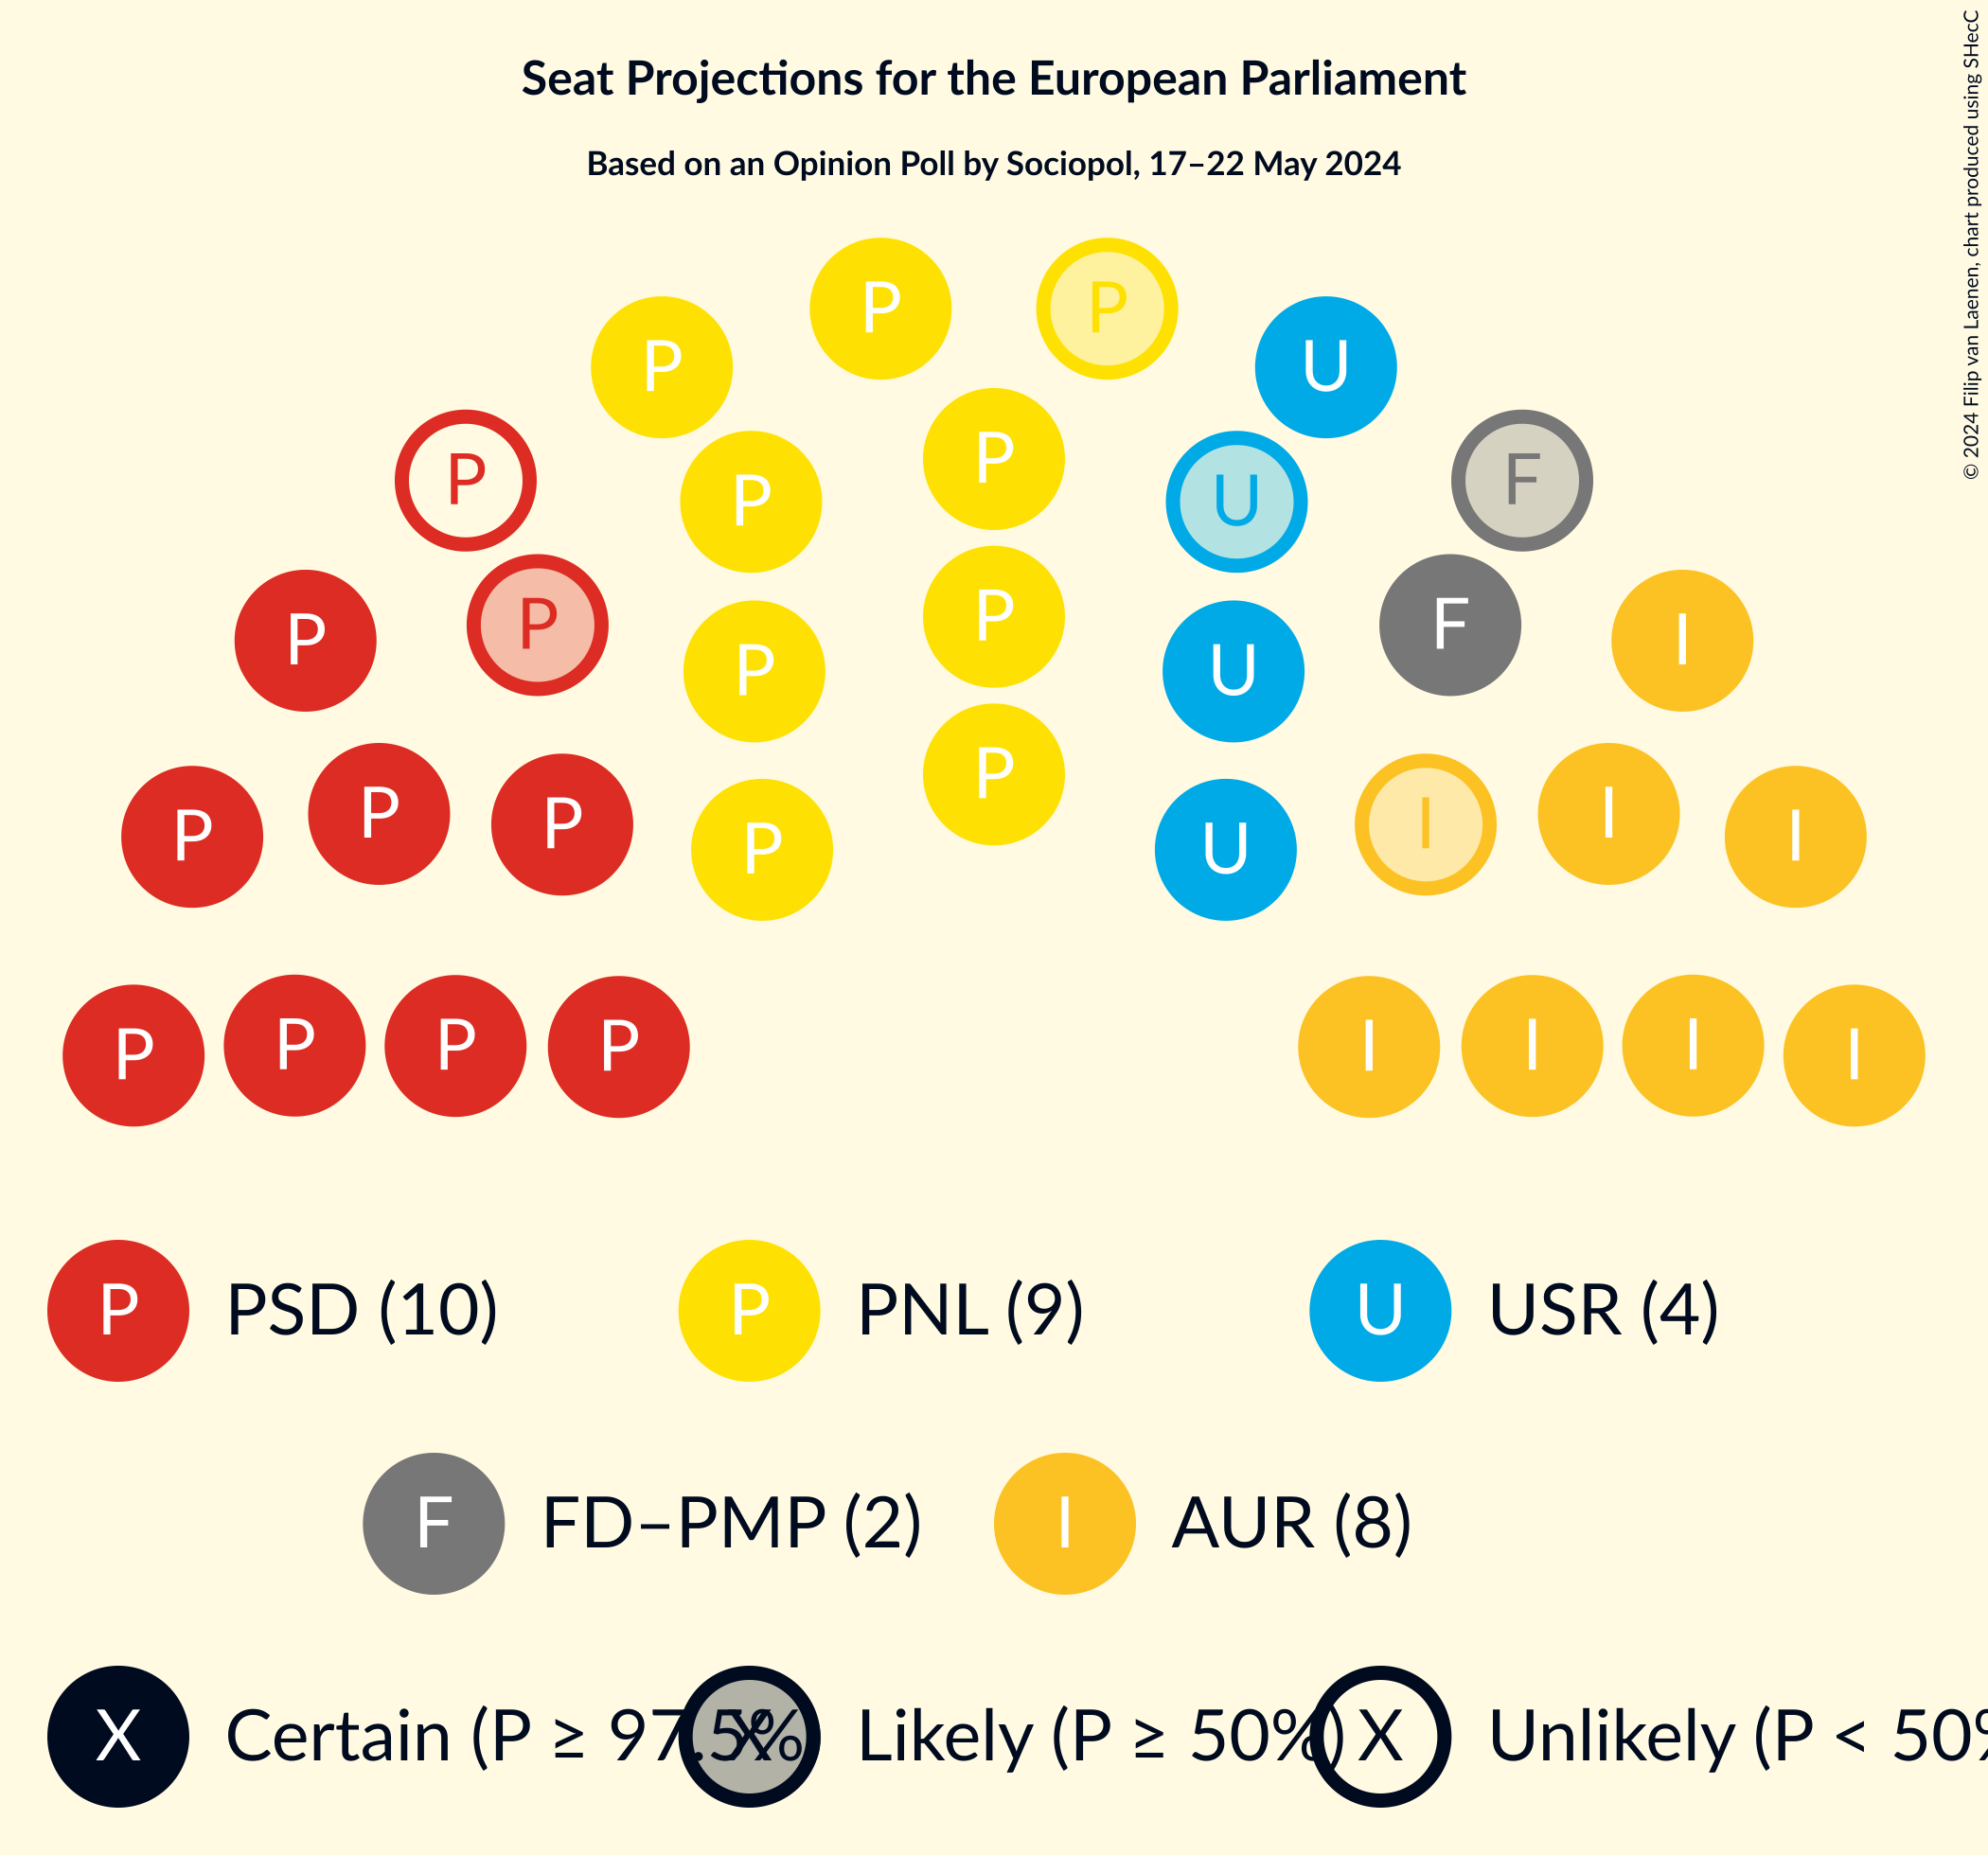 Seat Projections for the European Parliament
Based on an Opinion Poll by Sociopol, 17–22 May 2024
© 2024 Filip van Laenen, chart produced using SHecC
P P
P U
P P F
P P U
P P F I
P P U
P P P I I I
P P U
P P P P I I I I
P PSD (10) P PNL (9) U USR (4)
F FD–PMP (2) I AUR (8)
X Certain (P ≥ 97.5% X Likely (P ≥ 50%) X Unlikely (P < 50%